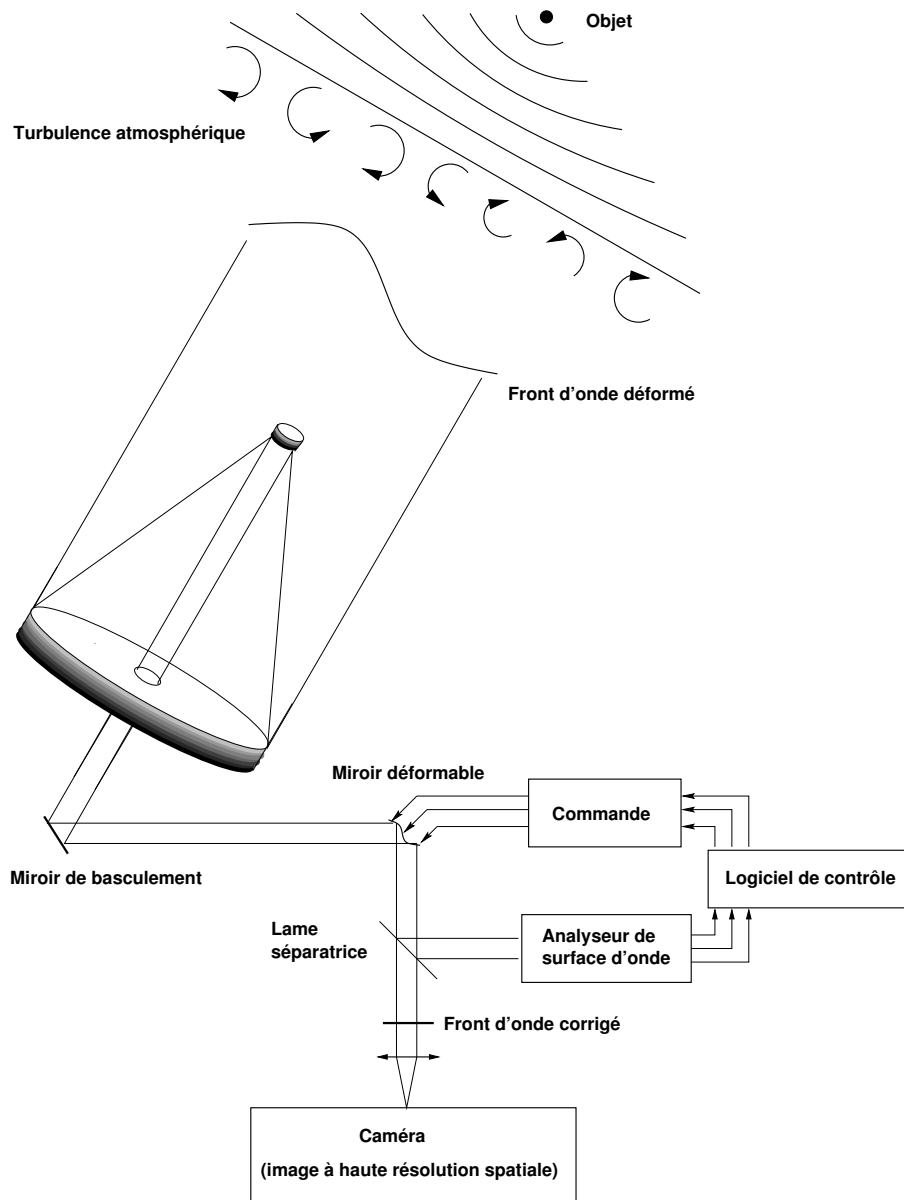 Objet
Turbulence atmosphérique
Front d'onde déformé
Miroir déformable
Commande
Miroir de basculement
Logiciel de contrôle
Lame
séparatrice
Analyseur de
surface d'onde
Front d'onde corrigé
Caméra
(image à haute résolution spatiale)